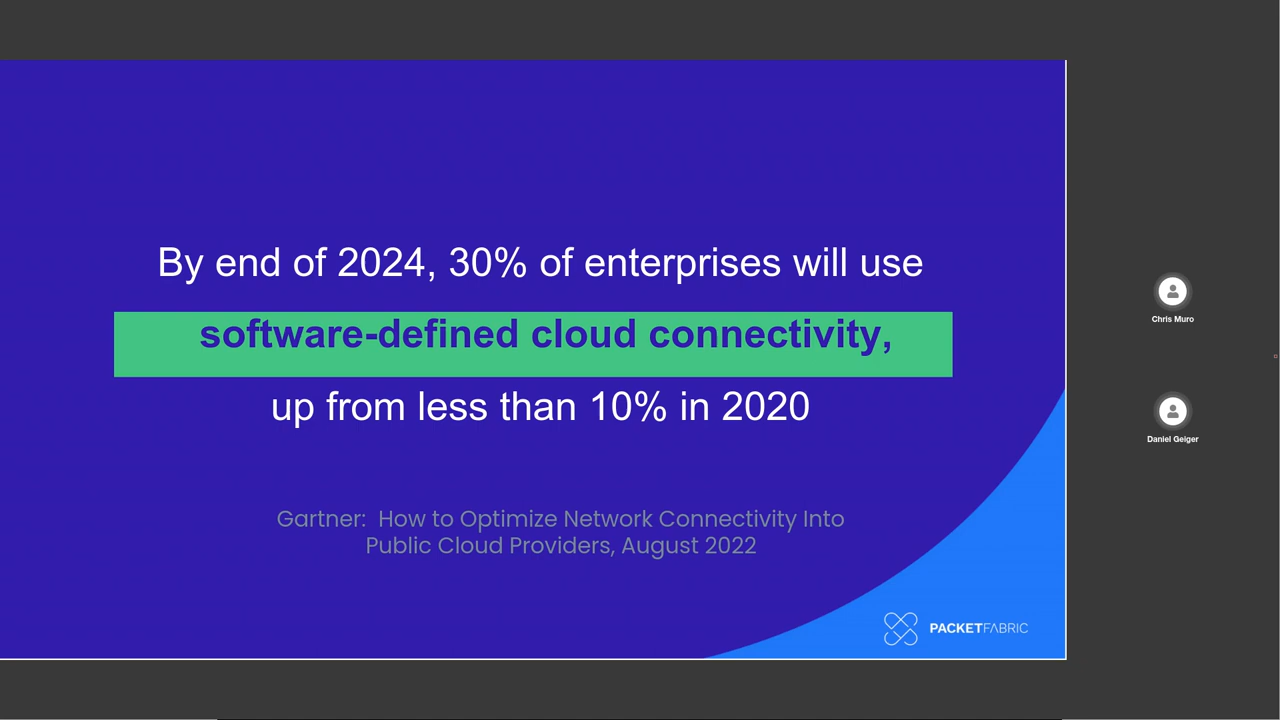 By end of 2024, 30% of enterprises will use
software-defined cloud connectivity,
up from less than 10% in 2020
Gartner: How to Optimize Network Connectivity Into
Public Cloud Providers, August 2022
PACKETFABRIC
Chris Muro
Daniel Geiger